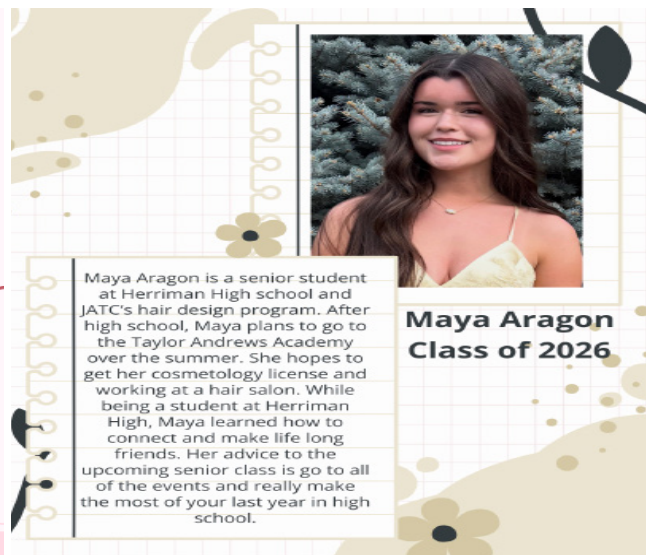 Maya Aragon
Class of 2026
Maya Aragon is a senior student
at Herriman High school and
JATC's hair design program. After
high school, Maya plans to go to
the Taylor Andrews Academy
over the summer. She hopes to
get her cosmetology license and
working at a hair salon. While
being a student at Herriman
High, Maya learned how to
connect and make life long
friends. Her advice to the
upcoming senior class is go to all
of the events and really make
the most of your last year in high
school.